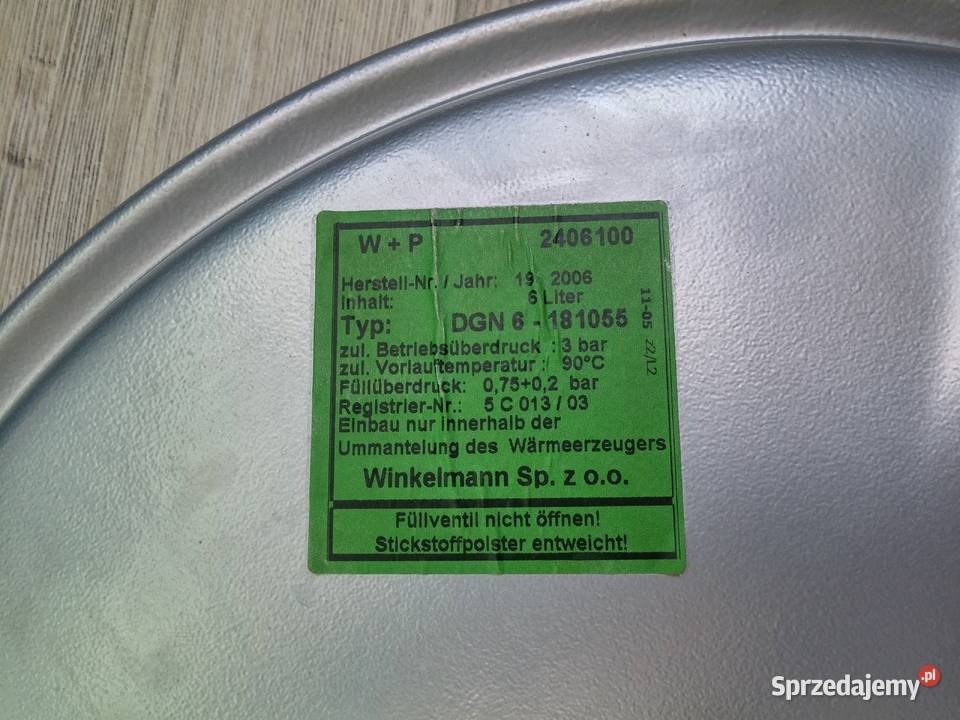 W + P 2406100
Herstell-Nr. / Jahr: 19 2006
Inhalt: 6 Liter
Typ: DGN 6 - 181055
zul. Betriebsüberdruck : 3 bar
zul. Vorlauftemperatur : 90°C
Füllüberdruck: 0,75+0,2 bar
Registrier-Nr.: 5 C 013 / 03
Einbau nur innerhalb der
Ummantelung des Wärmeerzeugers
Winkelmann Sp. z o.o.
Füllventil nicht öffnen!
Stickstoffpolster entweicht!
11-05 22/12
Sprzedajemy.pl